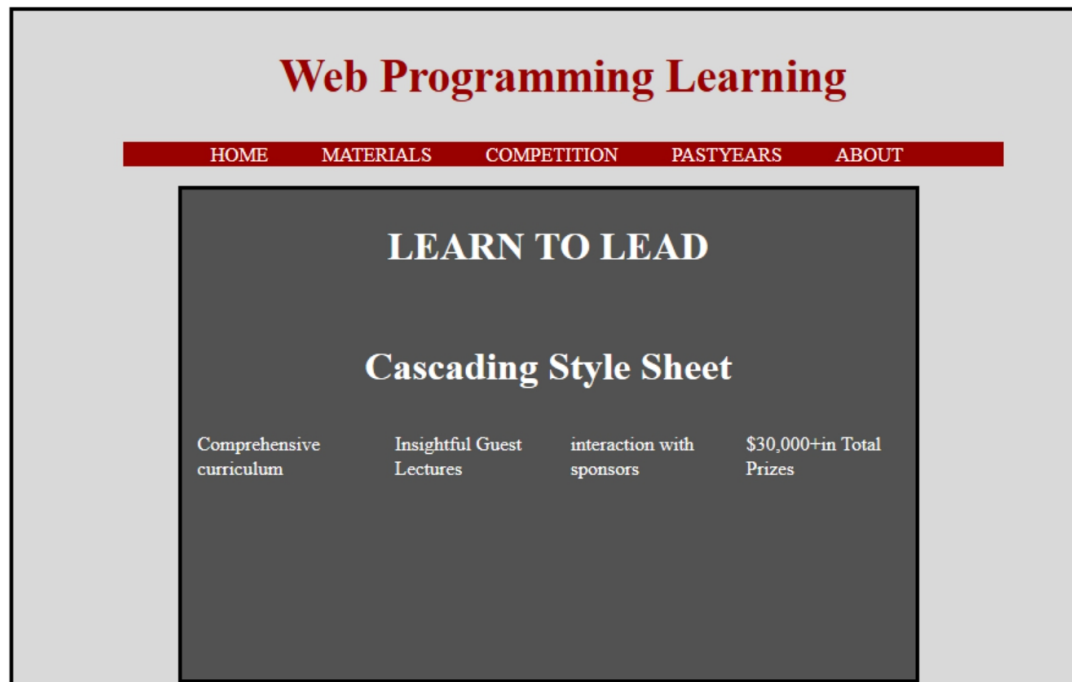 Web Programming Learning
HOME MATERIALS COMPETITION PASTYEARS ABOUT
LEARN TO LEAD
Cascading Style Sheet
Comprehensive curriculum
Insightful Guest Lectures
interaction with sponsors
$30,000+in Total Prizes